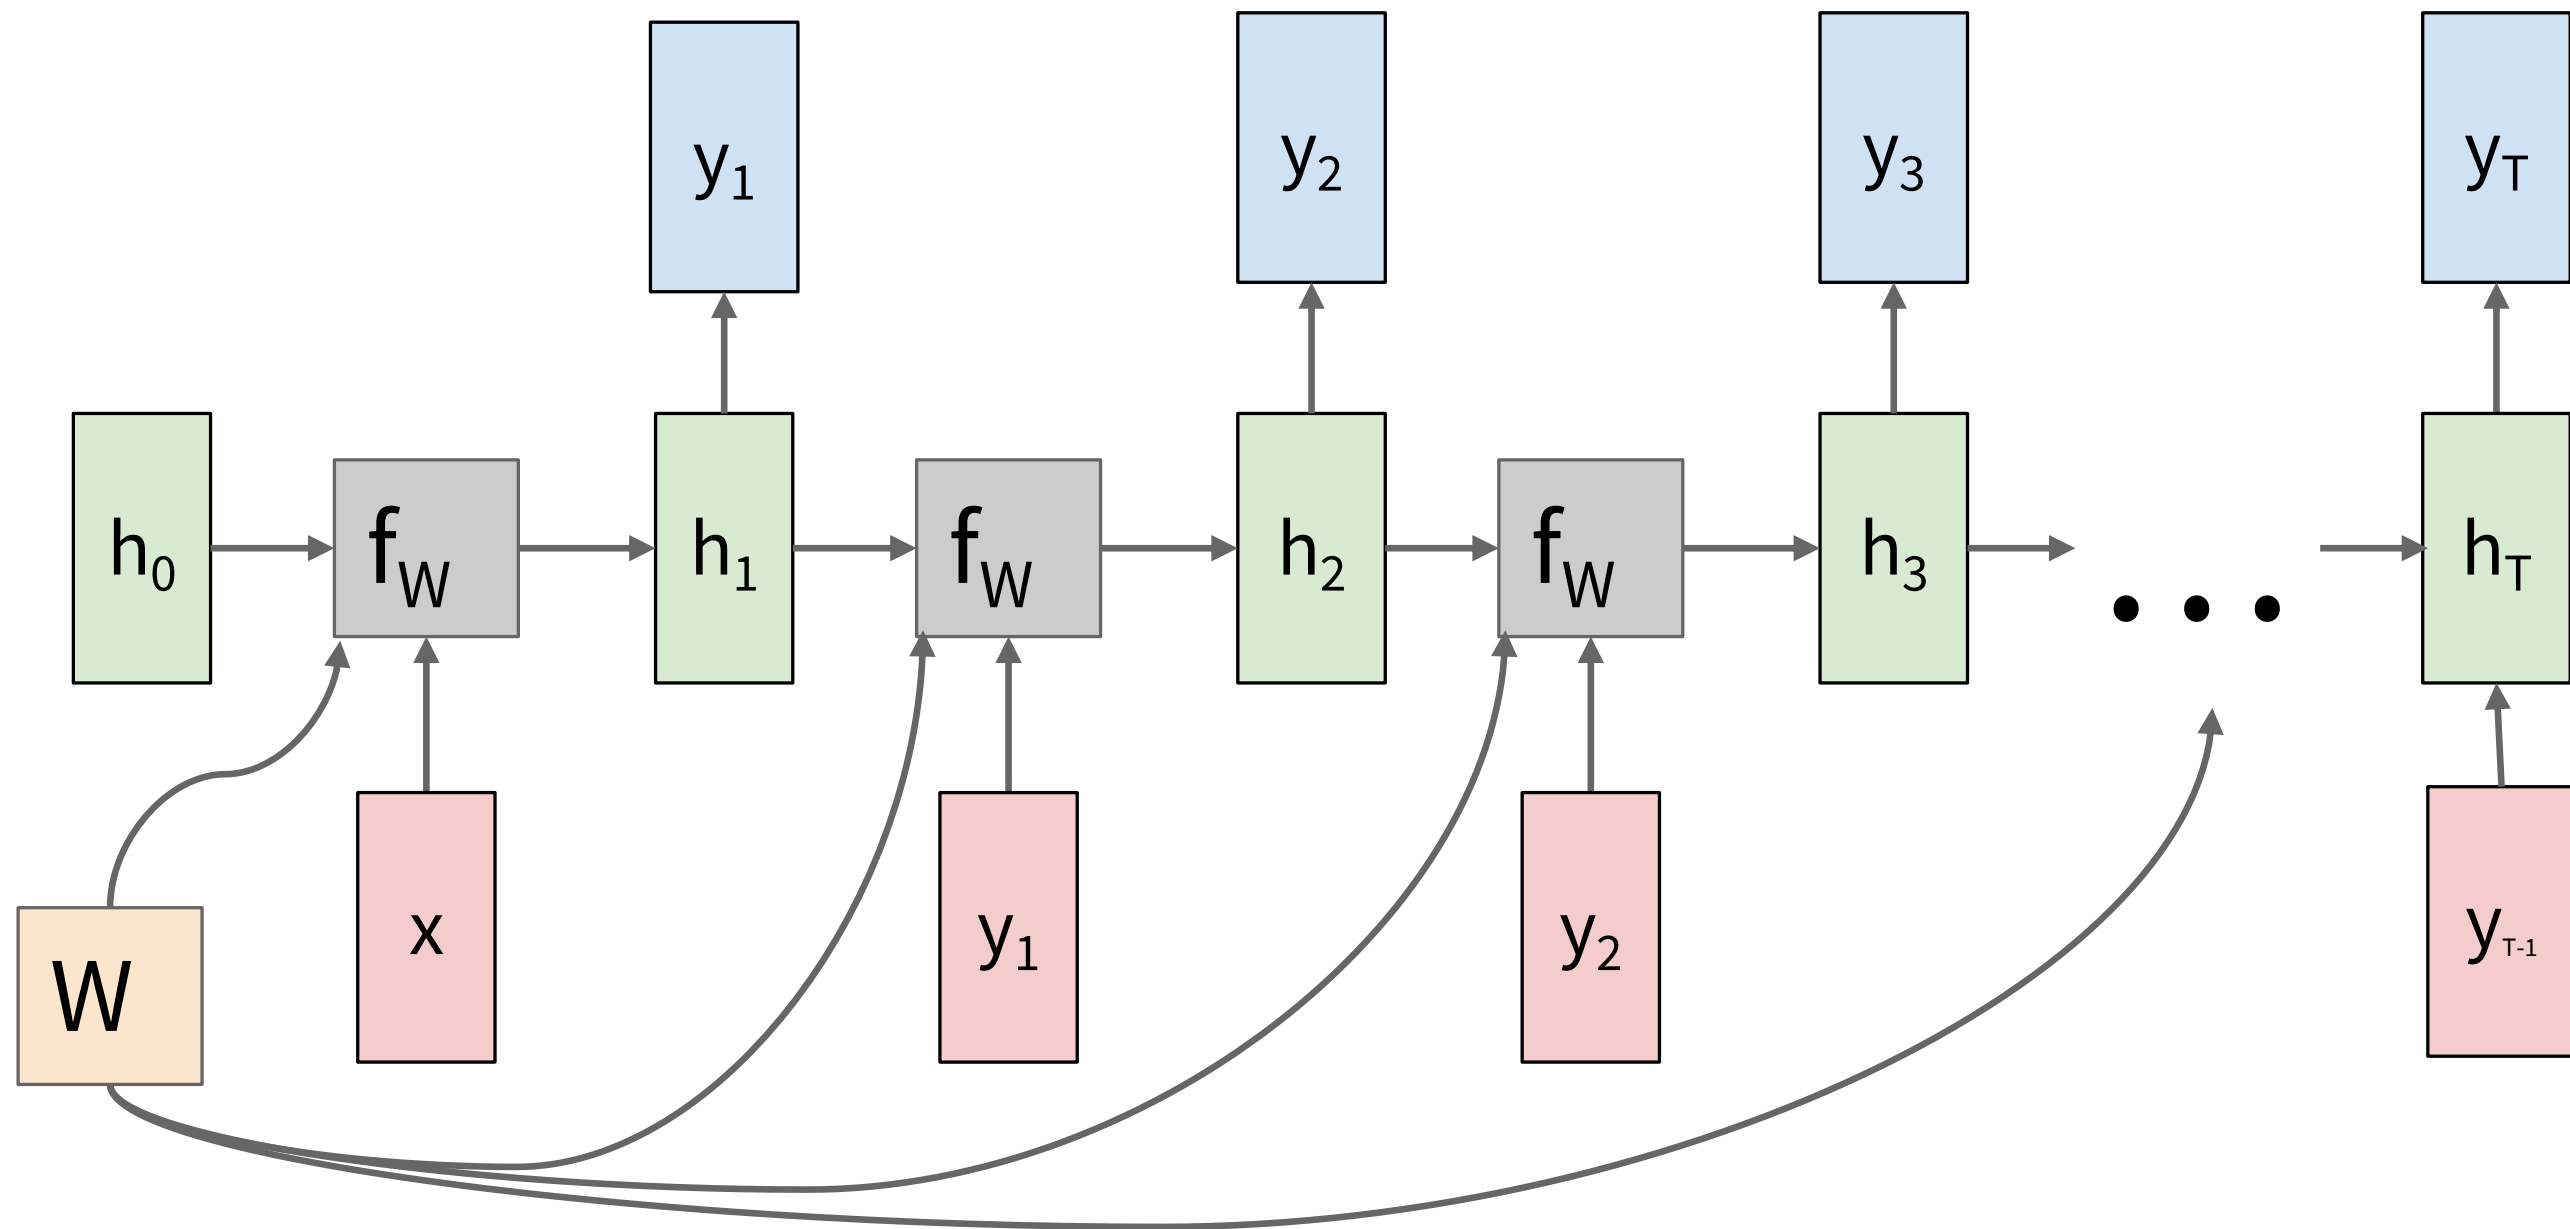 y₁ y₂ y₃ y_T
h₀ f_W h₁ f_W h₂ f_W h₃ • • • h_T
x y₁ y₂ y_T-1
W